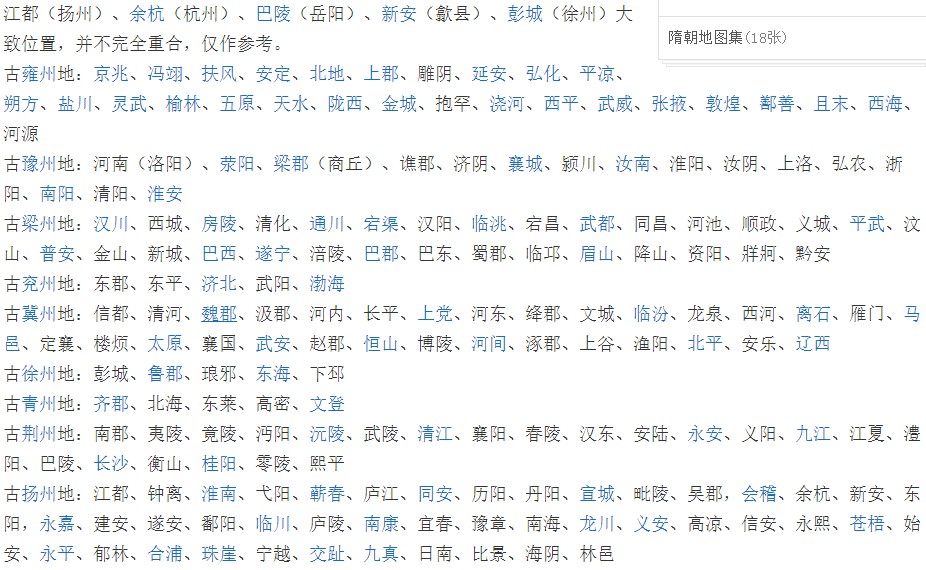 江都（扬州）、余杭（杭州）、巴陵（岳阳）、新安（歙县）、彭城（徐州）大
致位置，并不完全重合，仅作参考。
隋朝地图集(18张)
古雍州地：京兆、冯翊、扶风、安定、北地、上郡、雕阴、延安、弘化、平凉、
朔方、盐川、灵武、榆林、五原、天水、陇西、金城、抱罕、浇河、西平、武威、张掖、敦煌、鄯善、且末、西海、
河源
古豫州地：河南（洛阳）、荥阳、梁郡（商丘）、谯郡、济阴、襄城、颍川、汝南、淮阳、汝阴、上洛、弘农、浙
阳、南阳、清阳、淮安
古梁州地：汉川、西城、房陵、清化、通川、宕渠、汉阳、临洮、宕昌、武都、同昌、河池、顺政、义城、平武、汶
山、普安、金山、新城、巴西、遂宁、涪陵、巴郡、巴东、蜀郡、临邛、眉山、降山、资阳、牂牁、黔安
古兖州地：东郡、东平、济北、武阳、渤海
古冀州地：信都、清河、魏郡、汲郡、河内、长平、上党、河东、绛郡、文城、临汾、龙泉、西河、离石、雁门、马
邑、定襄、楼烦、太原、襄国、武安、赵郡、恒山、博陵、河间、涿郡、上谷、渔阳、北平、安乐、辽西
古徐州地：彭城、鲁郡、琅邪、东海、下邳
古青州地：齐郡、北海、东莱、高密、文登
古荆州地：南郡、夷陵、竟陵、沔阳、沅陵、武陵、清江、襄阳、春陵、汉东、安陆、永安、义阳、九江、江夏、澧
阳、巴陵、长沙、衡山、桂阳、零陵、熙平
古扬州地：江都、钟离、淮南、弋阳、蕲春、庐江、同安、历阳、丹阳、宣城、毗陵、吴郡，会稽、余杭、新安、东
阳，永嘉、建安、遂安、鄱阳、临川、庐陵、南康、宜春、豫章、南海、龙川、义安、高凉、信安、永熙、苍梧、始
安、永平、郁林、合浦、珠崖、宁越、交趾、九真、日南、比景、海阴、林邑